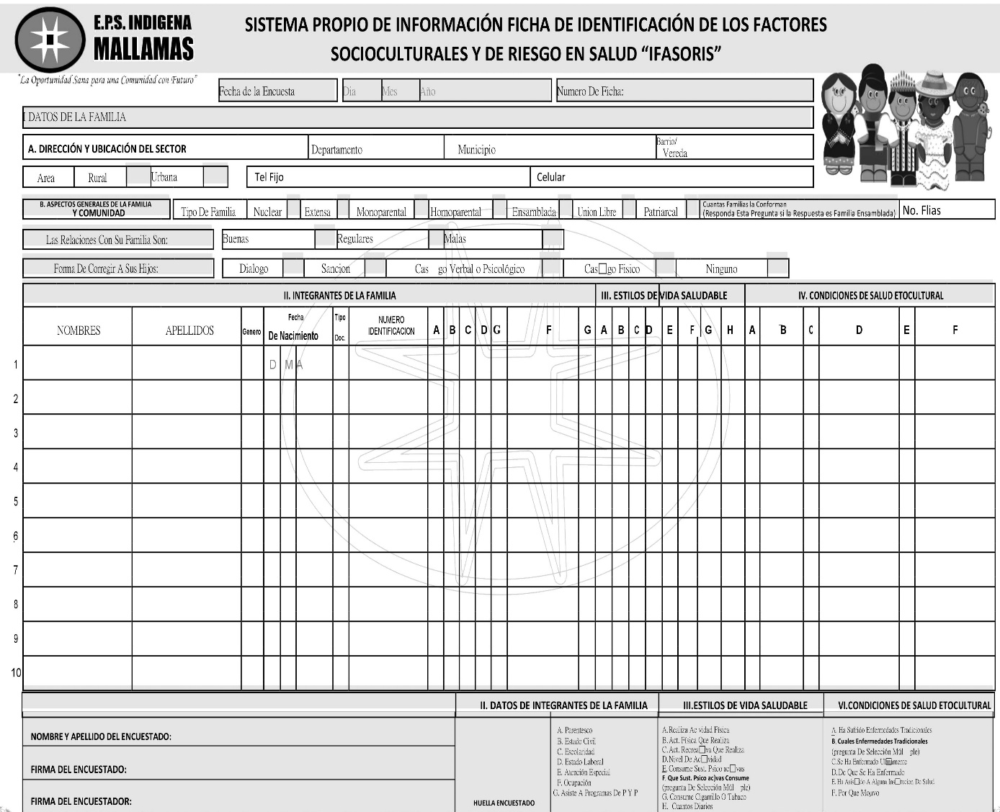 E.P.S. INDIGENA
MALLAMAS
"La Oportunidad Sana para una Comunidad con Futuro"
SISTEMA PROPIO DE INFORMACIÓN FICHA DE IDENTIFICACIÓN DE LOS FACTORES
SOCIOCULTURALES Y DE RIESGO EN SALUD “IFASORIS”
Fecha de la Encuesta Dia Mes Año Numero De Ficha:
I DATOS DE LA FAMILIA
A. DIRECCIÓN Y UBICACIÓN DEL SECTOR Departamento Municipio Barrio/ Vereda
Area Rural Urbana Tel Fijo Celular
B. ASPECTOS GENERALES DE LA FAMILIA Y COMUNIDAD Tipo De Familia Nuclear Extensa Monoparental Homoparental Ensamblada Union Libre Patriarcal Cuantas Familias la Conforman (Responda Esta Pregunta si la Respuesta es Familia Ensamblada) No. Flias
Las Relaciones Con Su Familia Son: Buenas Regulares Malas
Forma De Corregir A Sus Hijos: Dialogo Sancion Cas go Verbal o Psicológico Cas□go Fisico Ninguno
II. INTEGRANTES DE LA FAMILIA III. ESTILOS DE VIDA SALUDABLE IV. CONDICIONES DE SALUD ETOCULTURAL
NOMBRES APELLIDOS Genero Fecha De Nacimiento Tipo Doc. NUMERO IDENTIFICACION A B C D G F G A B C D E F G H A B C D E F
1 D M A
2
3
4
5
6
7
8
9
10
II. DATOS DE INTEGRANTES DE LA FAMILIA III.ESTILOS DE VIDA SALUDABLE VI.CONDICIONES DE SALUD ETOCULTURAL
NOMBRE Y APELLIDO DEL ENCUESTADO:
FIRMA DEL ENCUESTADO:
FIRMA DEL ENCUESTADOR:
HUELLA ENCUESTADO
A. Parentesco
B. Estado Civil
C. Escolaridad
D. Estado Laboral
E. Atención Especial
F. Ocupación
G. Asiste A Programas De P Y P
A.Realiza Ac vidad Física
B.Act. Física Que Realiza
C.Act. Recrea□va Que Realiza
D.Nivel De Ac□vidad
E. Consume Sust. Psico ac□vas
F. Que Sust. Psico ac)vas Consume
(pregunta De Selección Múl ple)
G. Consume Cigarrillo O Tabaco
H. Cuantos Diarios
A. Ha Sufrido Enfermedades Tradicionales
B. Cuales Enfermedades Tradicionales
(pregunta De Selección Múl ple)
C.Se Ha Enfermado Ul□mamente
D. De Que Se Ha Enfermado
E. Ha Asis□do A Alguna Ins□tucion De Salud
F. Por Que Mo□vo